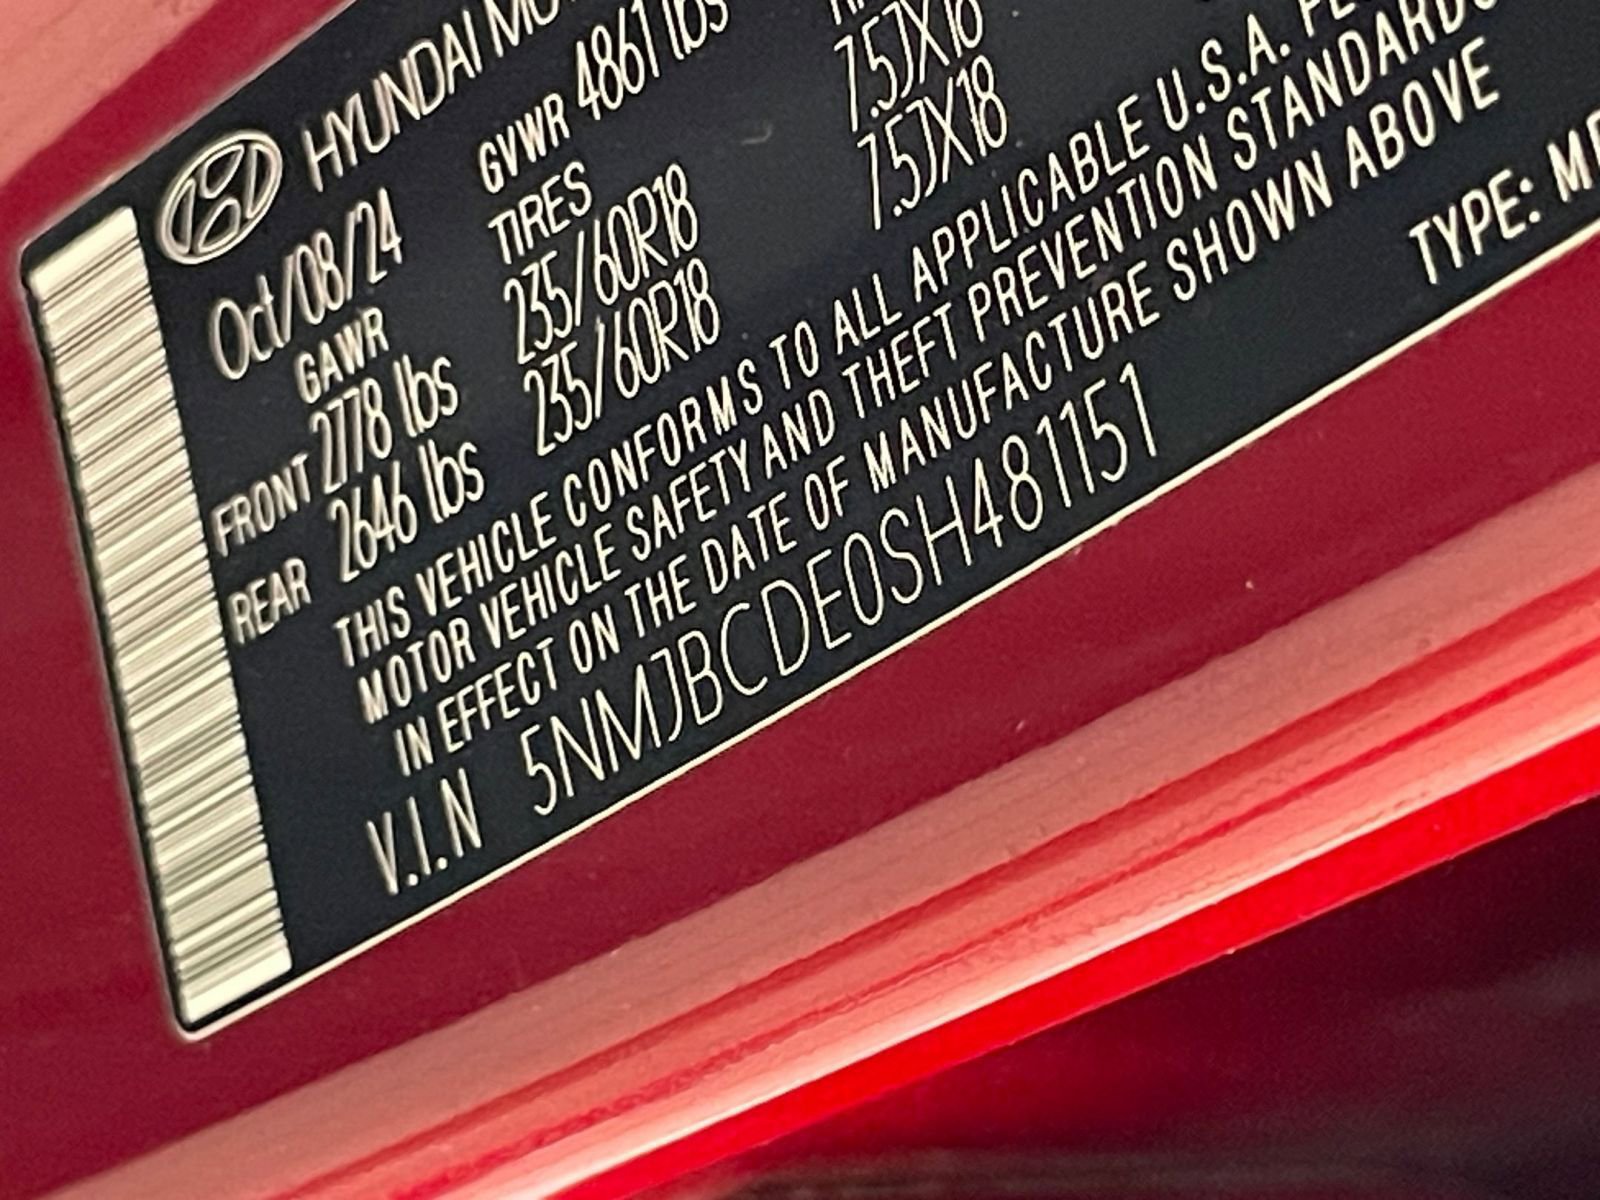 HYUNDAI
Oct/08/24 GVWR 4861 lbs
GAWR TIRES
FRONT 2778 lbs 235/60R18 7.5JX18
REAR 2646 lbs 235/60R18 7.5JX18
THIS VEHICLE CONFORMS TO ALL APPLICABLE U.S.A.
MOTOR VEHICLE SAFETY AND THEFT PREVENTION STANDARDS
IN EFFECT ON THE DATE OF MANUFACTURE SHOWN ABOVE
V.I.N 5NMJBCDE0SH481151
TYPE: